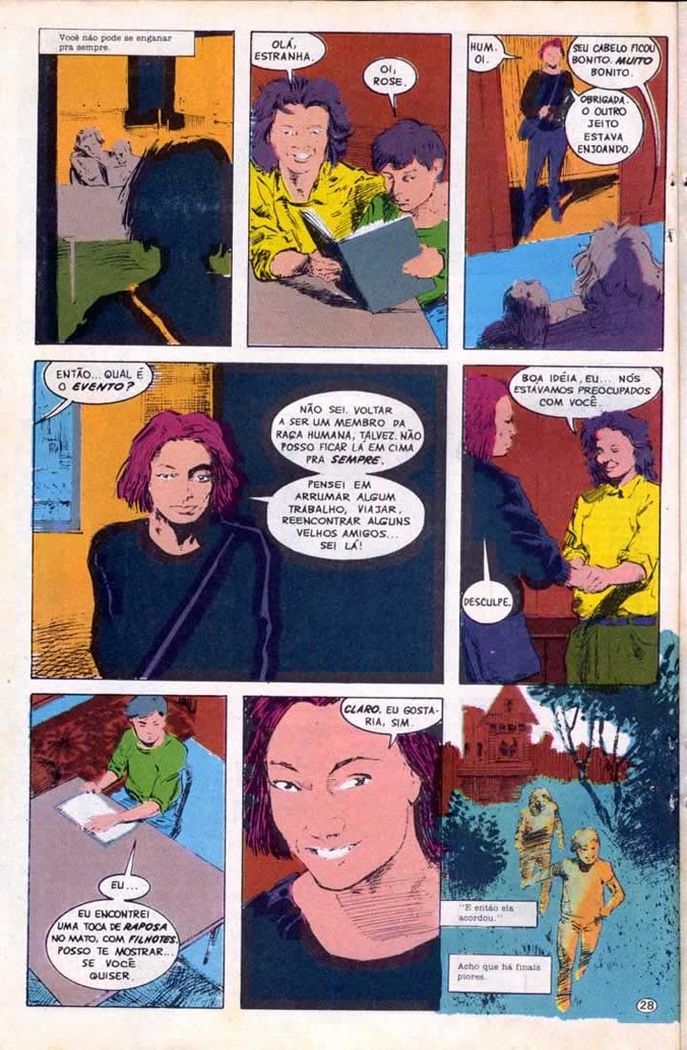 Você não pode se enganar
pra sempre.
OLÁ,
ESTRANHA.
OI,
ROSE.
HUM.
OI.
SEU CABELO FICOU
BONITO. MUITO
BONITO.
OBRIGADA.
O OUTRO
JEITO
ESTAVA
ENJOANDO.
ENTÃO... QUAL É
O EVENTO?
NÃO SEI. VOLTAR
A SER UM MEMBRO DA
RAÇA HUMANA, TALVEZ. NÃO
POSSO FICAR LÁ EM CIMA
PRA SEMPRE.
PENSEI EM
ARRUMAR ALGUM
TRABALHO, VIAJAR,
REENCONTRAR ALGUNS
VELHOS AMIGOS...
SEI LÁ!
BOA IDÉIA, EU... NÓS
ESTÁVAMOS PREOCUPADOS
COM VOCÊ.
DESCULPE.
EU...
EU ENCONTREI
UMA TOCA DE RAPOSA
NO MATO, COM FILHOTES.
POSSO TE MOSTRAR...
SE VOCÊ
QUISER.
CLARO. EU GOSTA-
RIA, SIM.
"E então ela
acordou."
Acho que há finais
piores.
28